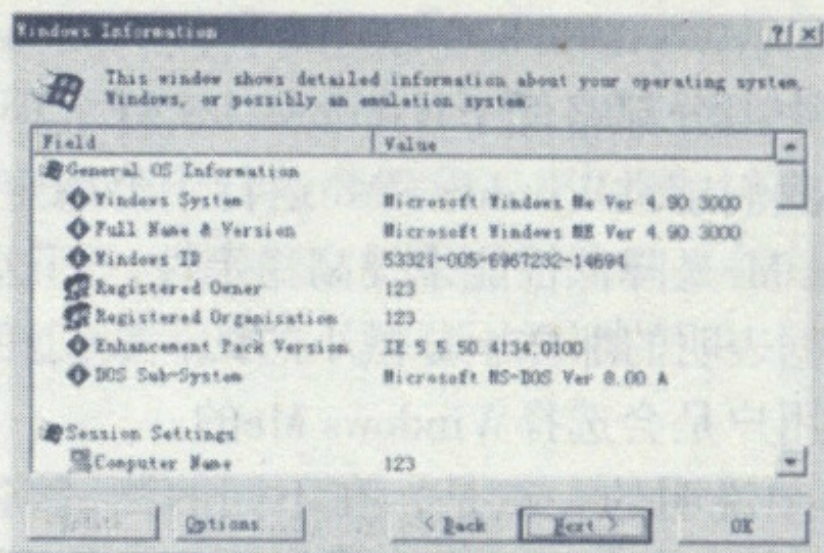 Windows Information
This window shows detailed information about your operating system,
Windows, or possibly an emulation system.
Field Value
General OS Information
Windows System Microsoft Windows Me Ver 4.90.3000
Full Name & Version Microsoft Windows ME Ver 4.90.3000
Windows ID 53321-005-6967232-14694
Registered Owner 123
Registered Organisation 123
Enhancement Pack Version IE 5 5.50.4134.0100
DOS Sub-System Microsoft MS-DOS Ver 8.00 A
Session Settings
Computer Name 123
Options < Back Next > OK